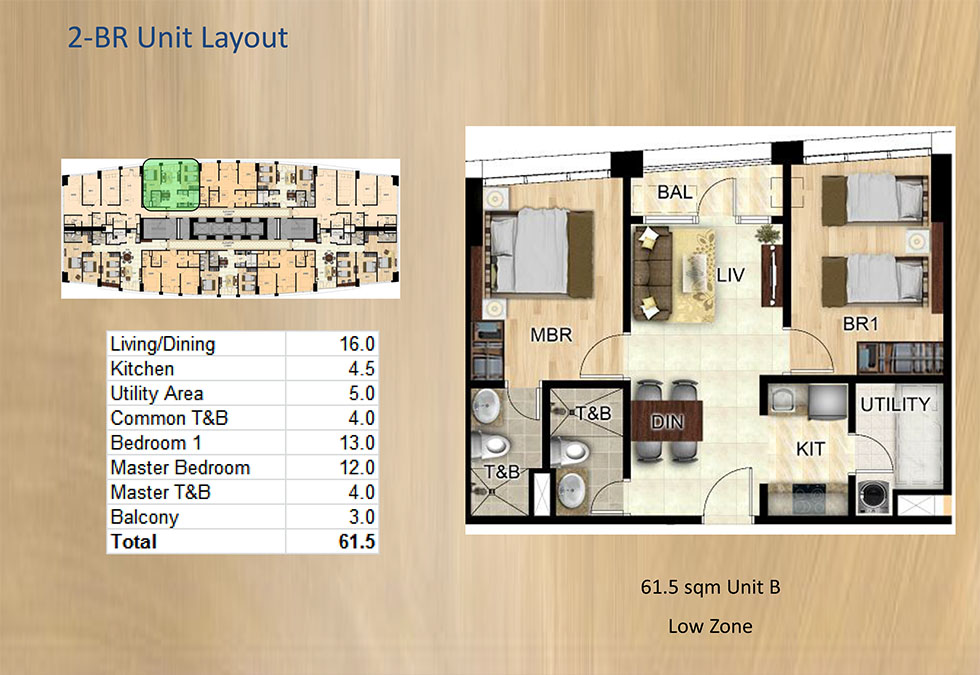 2-BR Unit Layout
Living/Dining 16.0
Kitchen 4.5
Utility Area 5.0
Common T&B 4.0
Bedroom 1 13.0
Master Bedroom 12.0
Master T&B 4.0
Balcony 3.0
Total 61.5
BAL
LIV
MBR
BR1
T&B
DIN
UTILITY
KIT
T&B
61.5 sqm Unit B
Low Zone